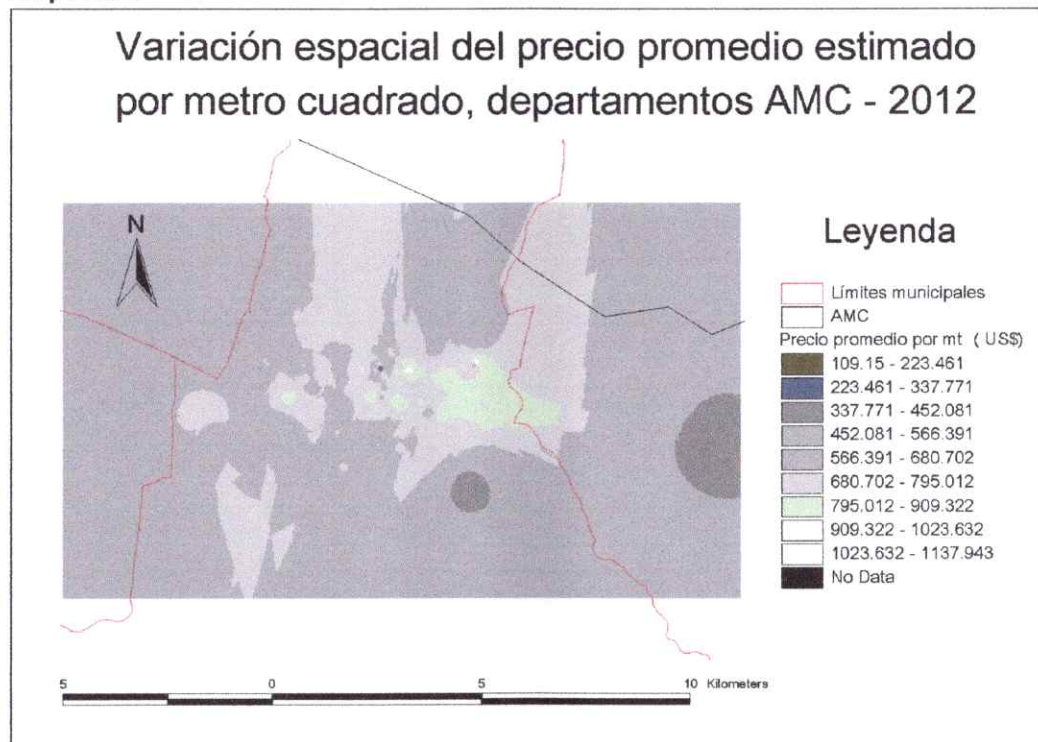 Variación espacial del precio promedio estimado
por metro cuadrado, departamentos AMC - 2012
N
Leyenda
Límites municipales
AMC
Precio promedio por mt ( US$)
109.15 - 223.461
223.461 - 337.771
337.771 - 452.081
452.081 - 566.391
566.391 - 680.702
680.702 - 795.012
795.012 - 909.322
909.322 - 1023.632
1023.632 - 1137.943
No Data
5 0 5 10 Kilometers